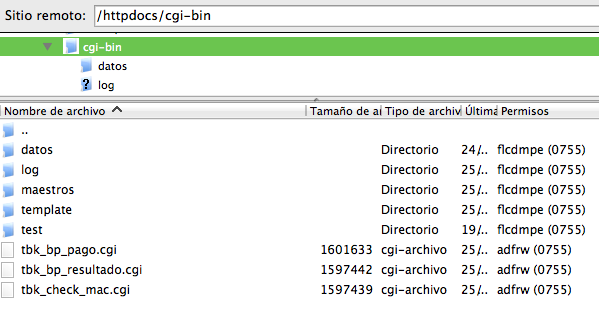 Sitio remoto: /httpdocs/cgi-bin
cgi-bin
datos
? log
Nombre de archivo Tamaño de ar Tipo de archivo Última Permisos
..
datos Directorio 24/.. flcdmpe (0755)
log Directorio 25/.. flcdmpe (0755)
maestros Directorio 25/.. flcdmpe (0755)
template Directorio 25/.. flcdmpe (0755)
test Directorio 19/.. flcdmpe (0755)
tbk_bp_pago.cgi 1601633 cgi-archivo 25/.. adfrw (0755)
tbk_bp_resultado.cgi 1597442 cgi-archivo 25/.. adfrw (0755)
tbk_check_mac.cgi 1597439 cgi-archivo 25/.. adfrw (0755)